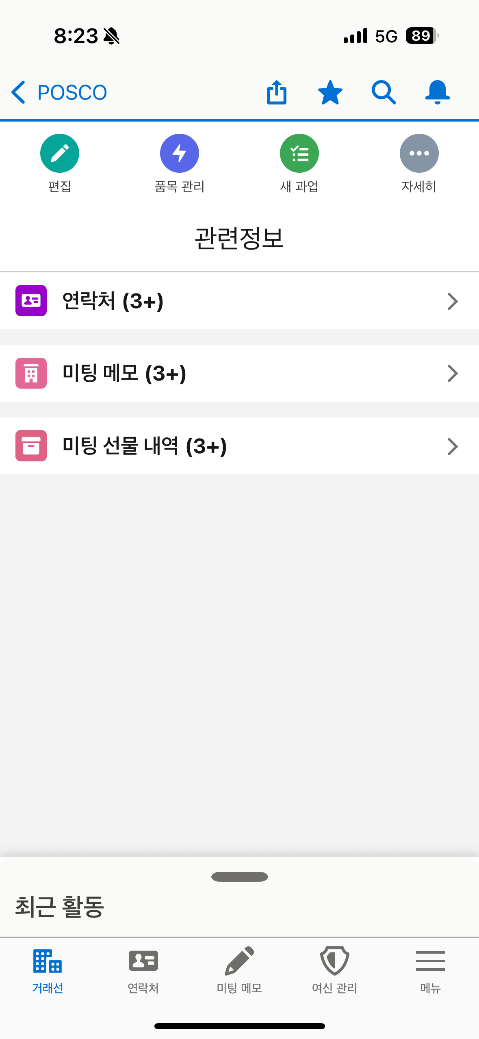 8:23
5G
89
POSCO
편집
품목 관리
새 과업
자세히
관련정보
연락처 (3+)
미팅 메모 (3+)
미팅 선물 내역 (3+)
최근 활동
거래선
연락처
미팅 메모
여신 관리
메뉴